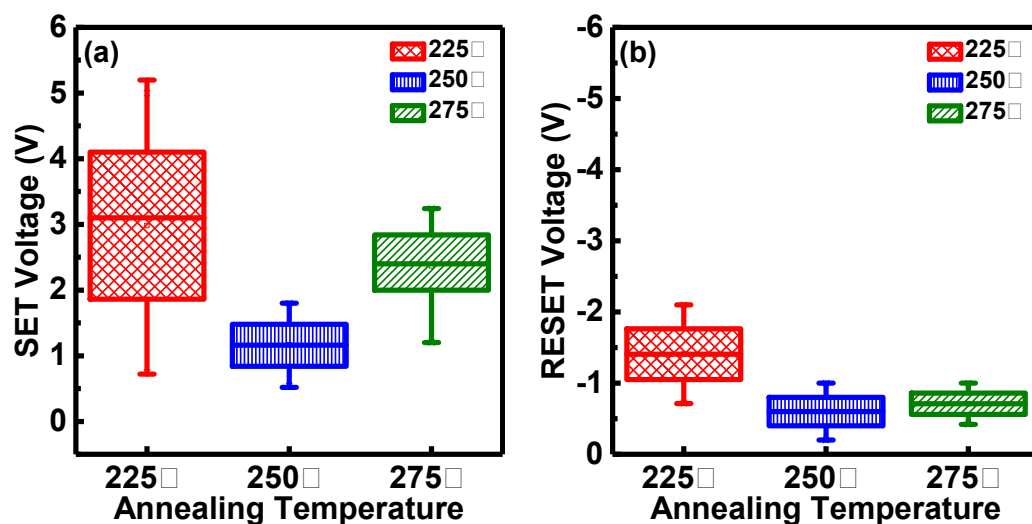 (a)
225□
250□
275□
6
5
4
3
2
1
0
SET Voltage (V)
225□ 250□ 275□
Annealing Temperature
(b)
225□
250□
275□
-6
-5
-4
-3
-2
-1
0
RESET Voltage (V)
225□ 250□ 275□
Annealing Temperature